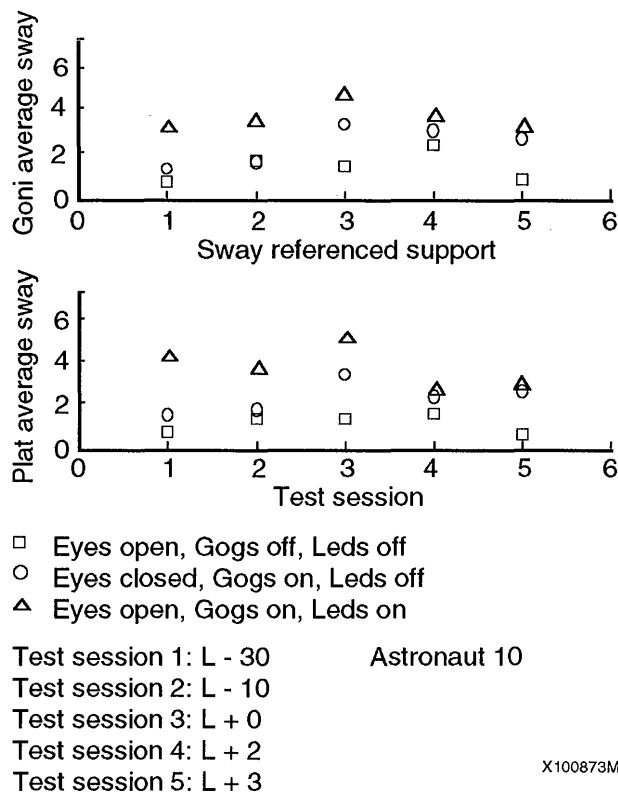 Goni average sway
6
4
2
0
0 1 2 3 4 5 6
Sway referenced support
Plat average sway
6
4
2
0
0 1 2 3 4 5 6
Test session
Eyes open, Gogs off, Leds off
Eyes closed, Gogs on, Leds off
Eyes open, Gogs on, Leds on
Test session 1: L - 30 Astronaut 10
Test session 2: L - 10
Test session 3: L + 0
Test session 4: L + 2
Test session 5: L + 3
X100873M